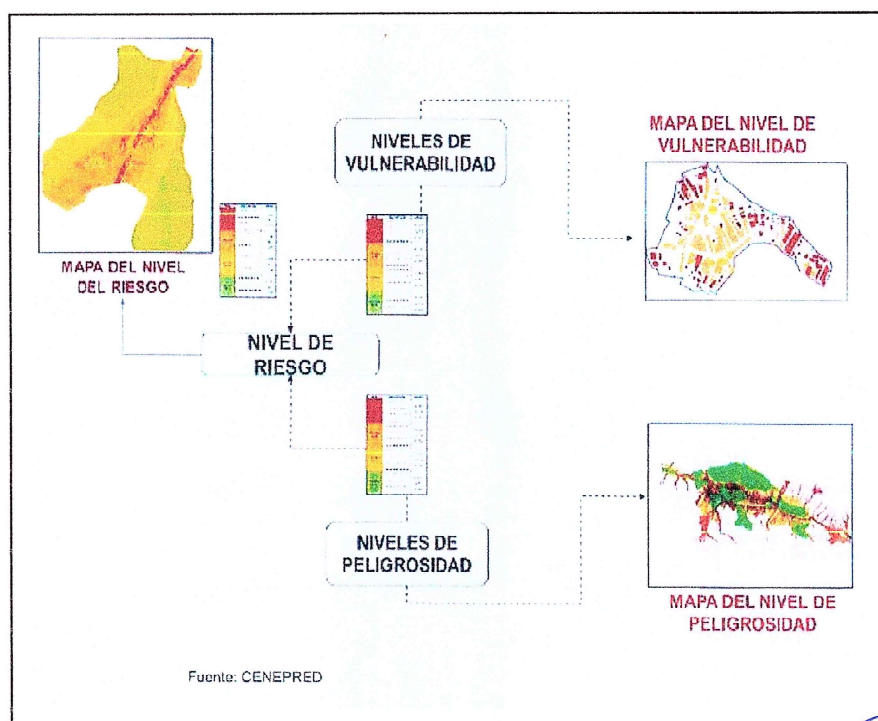 NIVELES DE
VULNERABILIDAD
MAPA DEL NIVEL DE
VULNERABILIDAD
MAPA DEL NIVEL
DEL RIESGO
NIVEL DE
RIESGO
NIVELES DE
PELIGROSIDAD
MAPA DEL NIVEL DE
PELIGROSIDAD
Fuente: CENEPRED